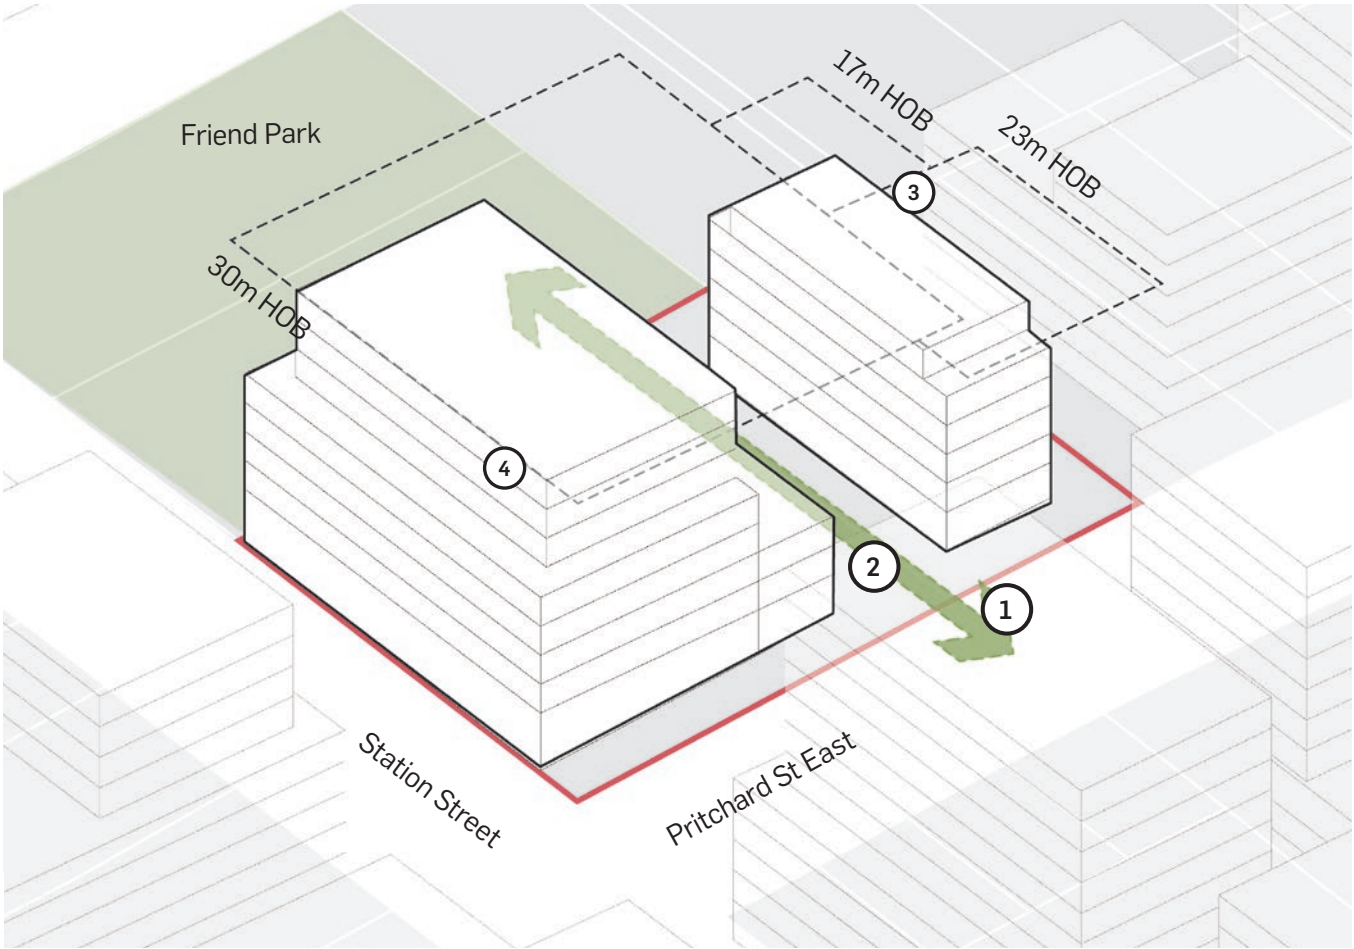 17m HOB
Friend Park
23m HOB
3
30m HOB
4
2
1
Station Street
Pritchard St East